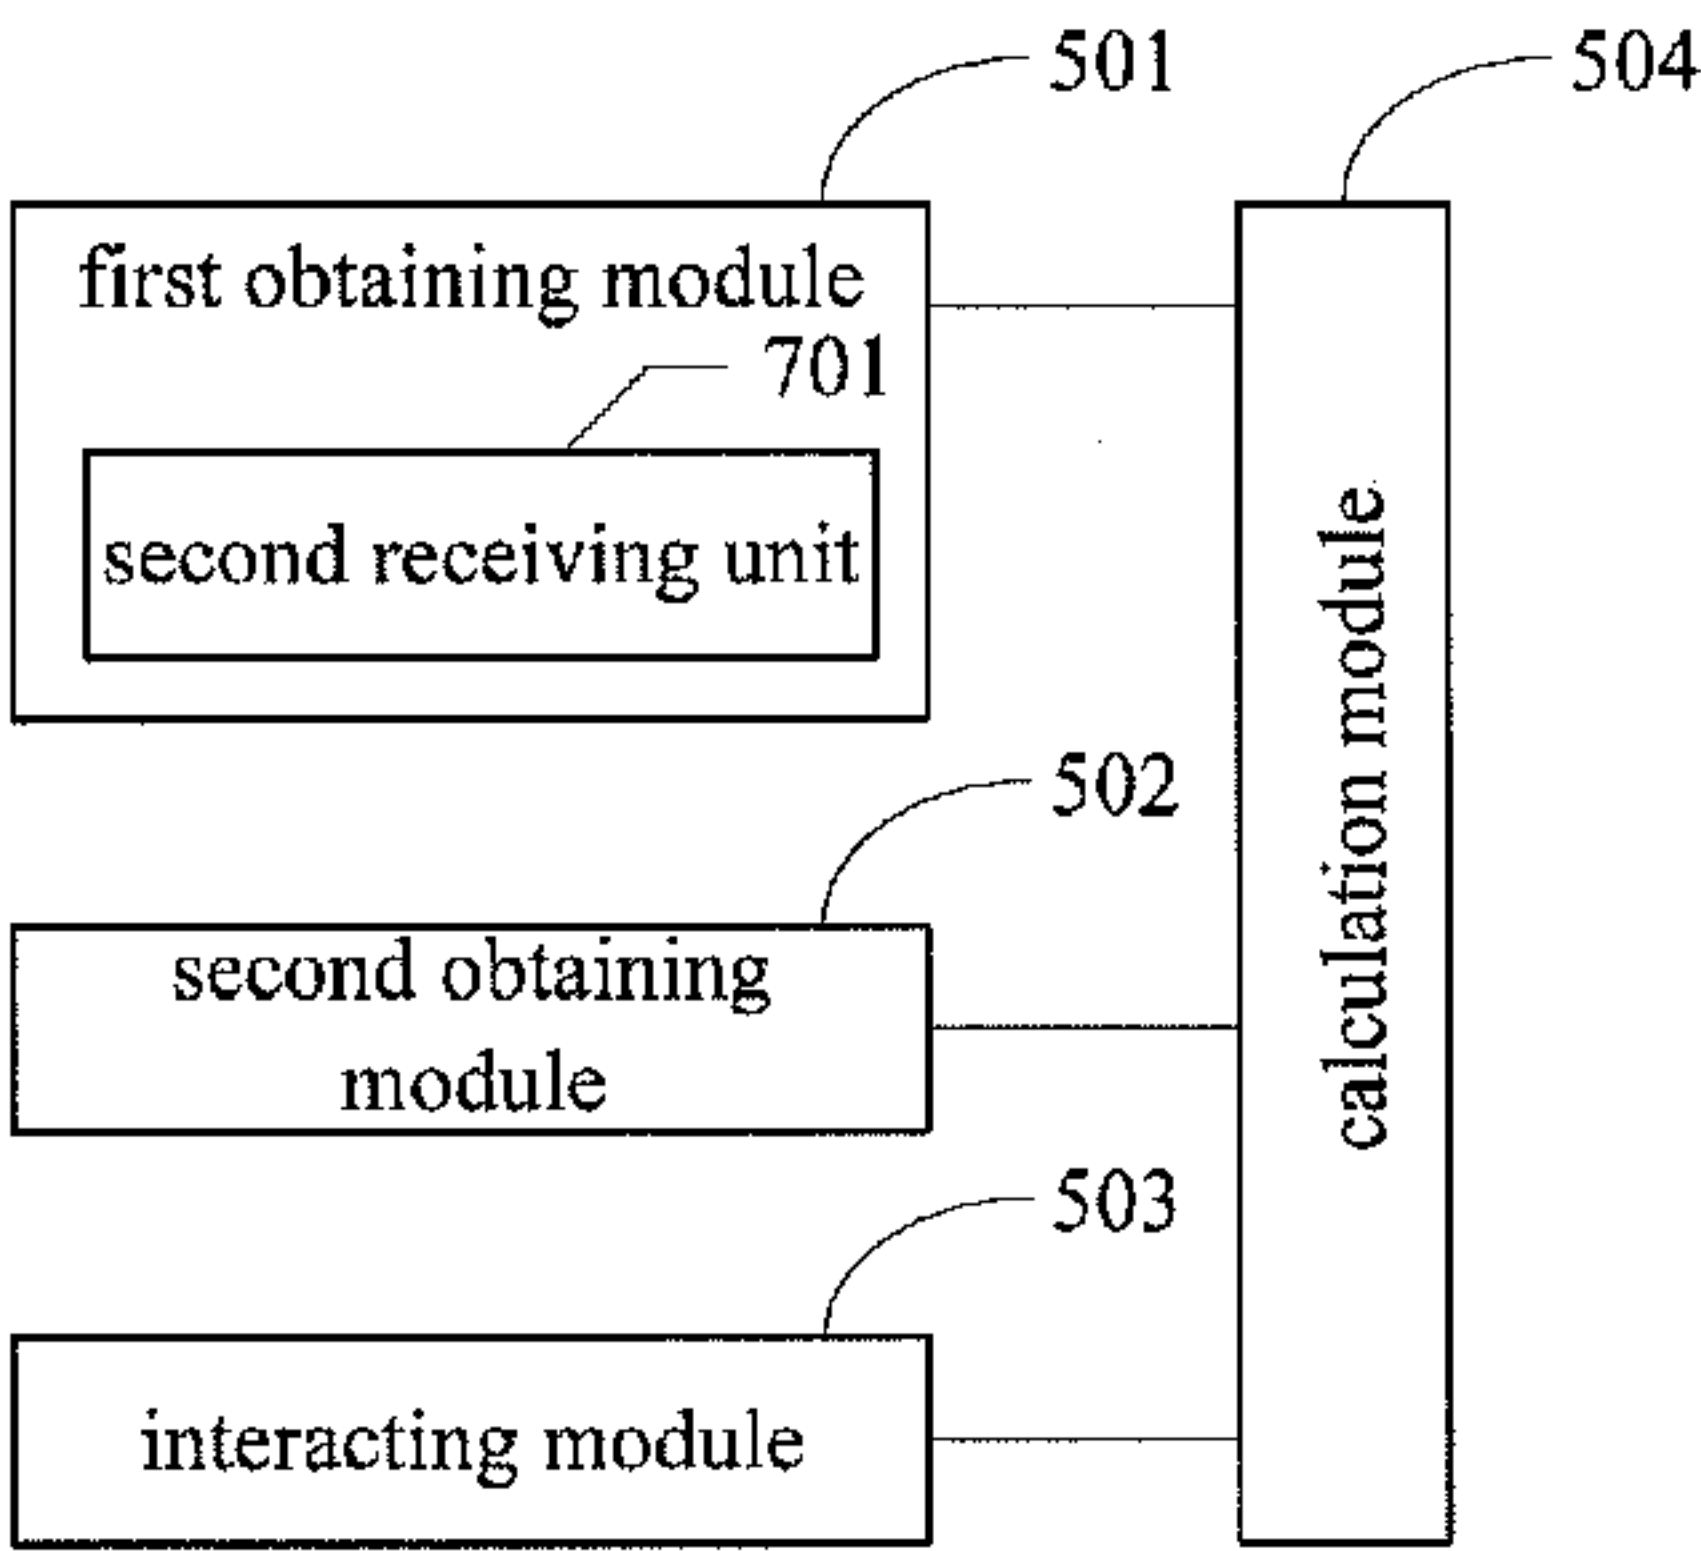 501
504
first obtaining module
701
second receiving unit
502
second obtaining
module
503
interacting module
calculation module